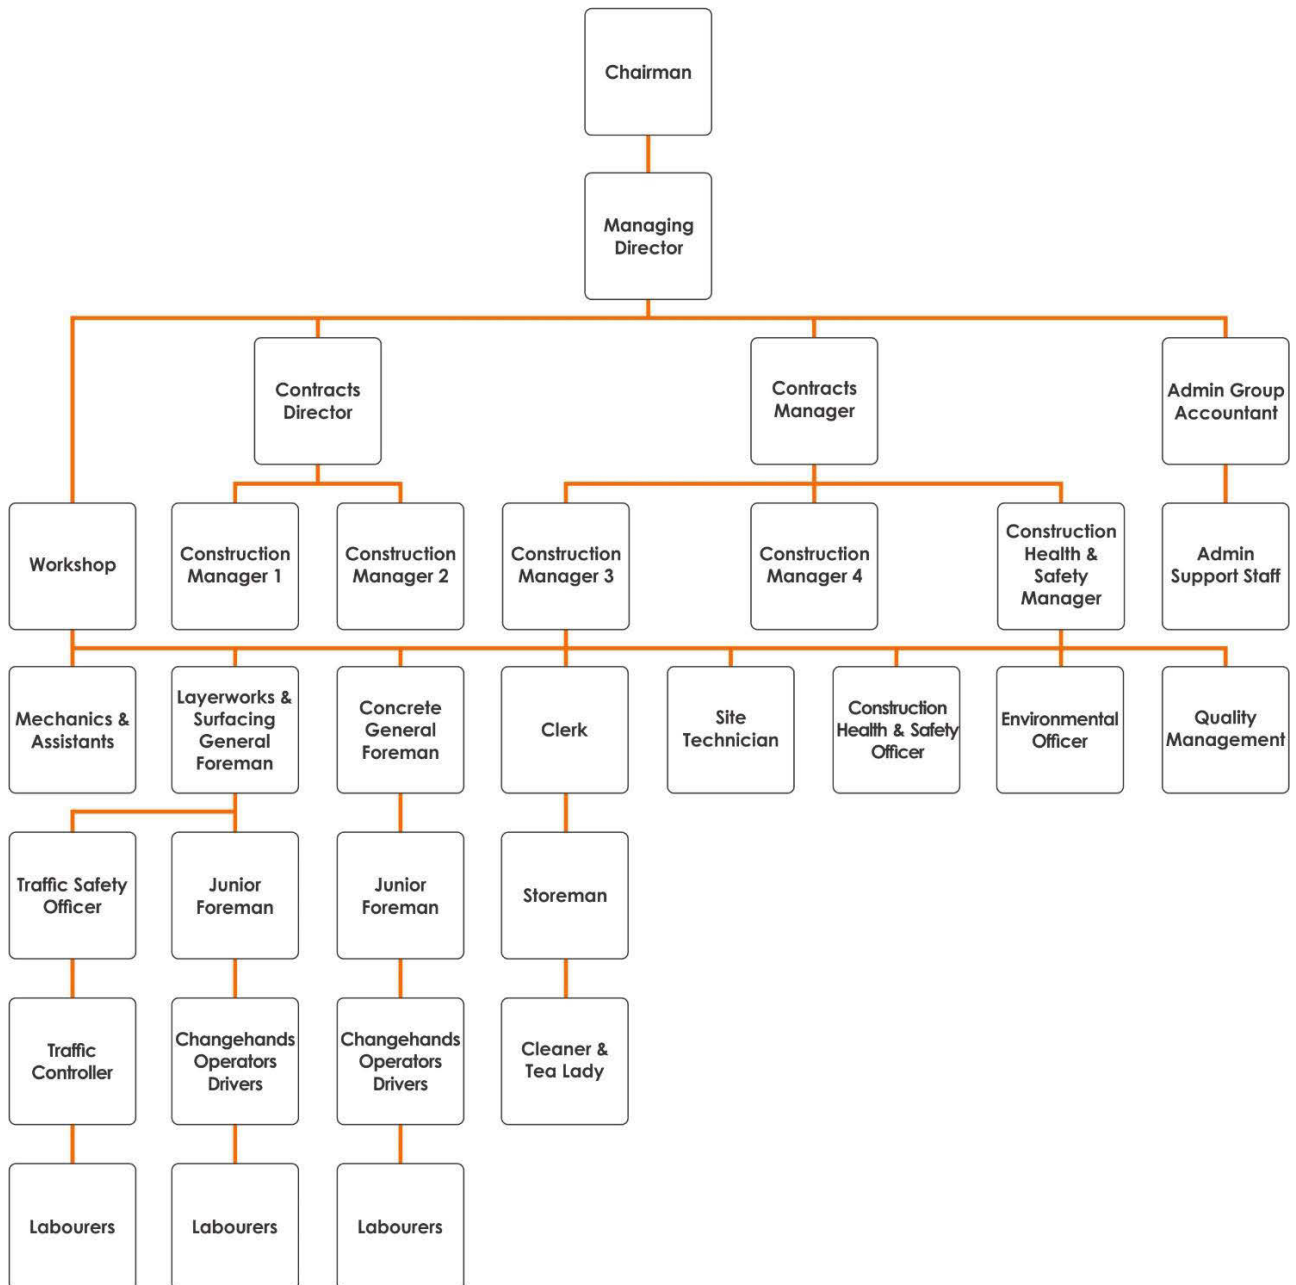 Chairman
Managing
Director
Contracts
Director
Contracts
Manager
Admin Group
Accountant
Workshop
Construction
Manager 1
Construction
Manager 2
Construction
Manager 3
Construction
Manager 4
Construction
Health &
Safety
Manager
Admin
Support Staff
Mechanics &
Assistants
Layerworks &
Surfacing
General
Foreman
Concrete
General
Foreman
Clerk
Site
Technician
Construction
Health & Safety
Officer
Environmental
Officer
Quality
Management
Traffic Safety
Officer
Junior
Foreman
Junior
Foreman
Storeman
Traffic
Controller
Changehands
Operators
Drivers
Changehands
Operators
Drivers
Cleaner &
Tea Lady
Labourers
Labourers
Labourers